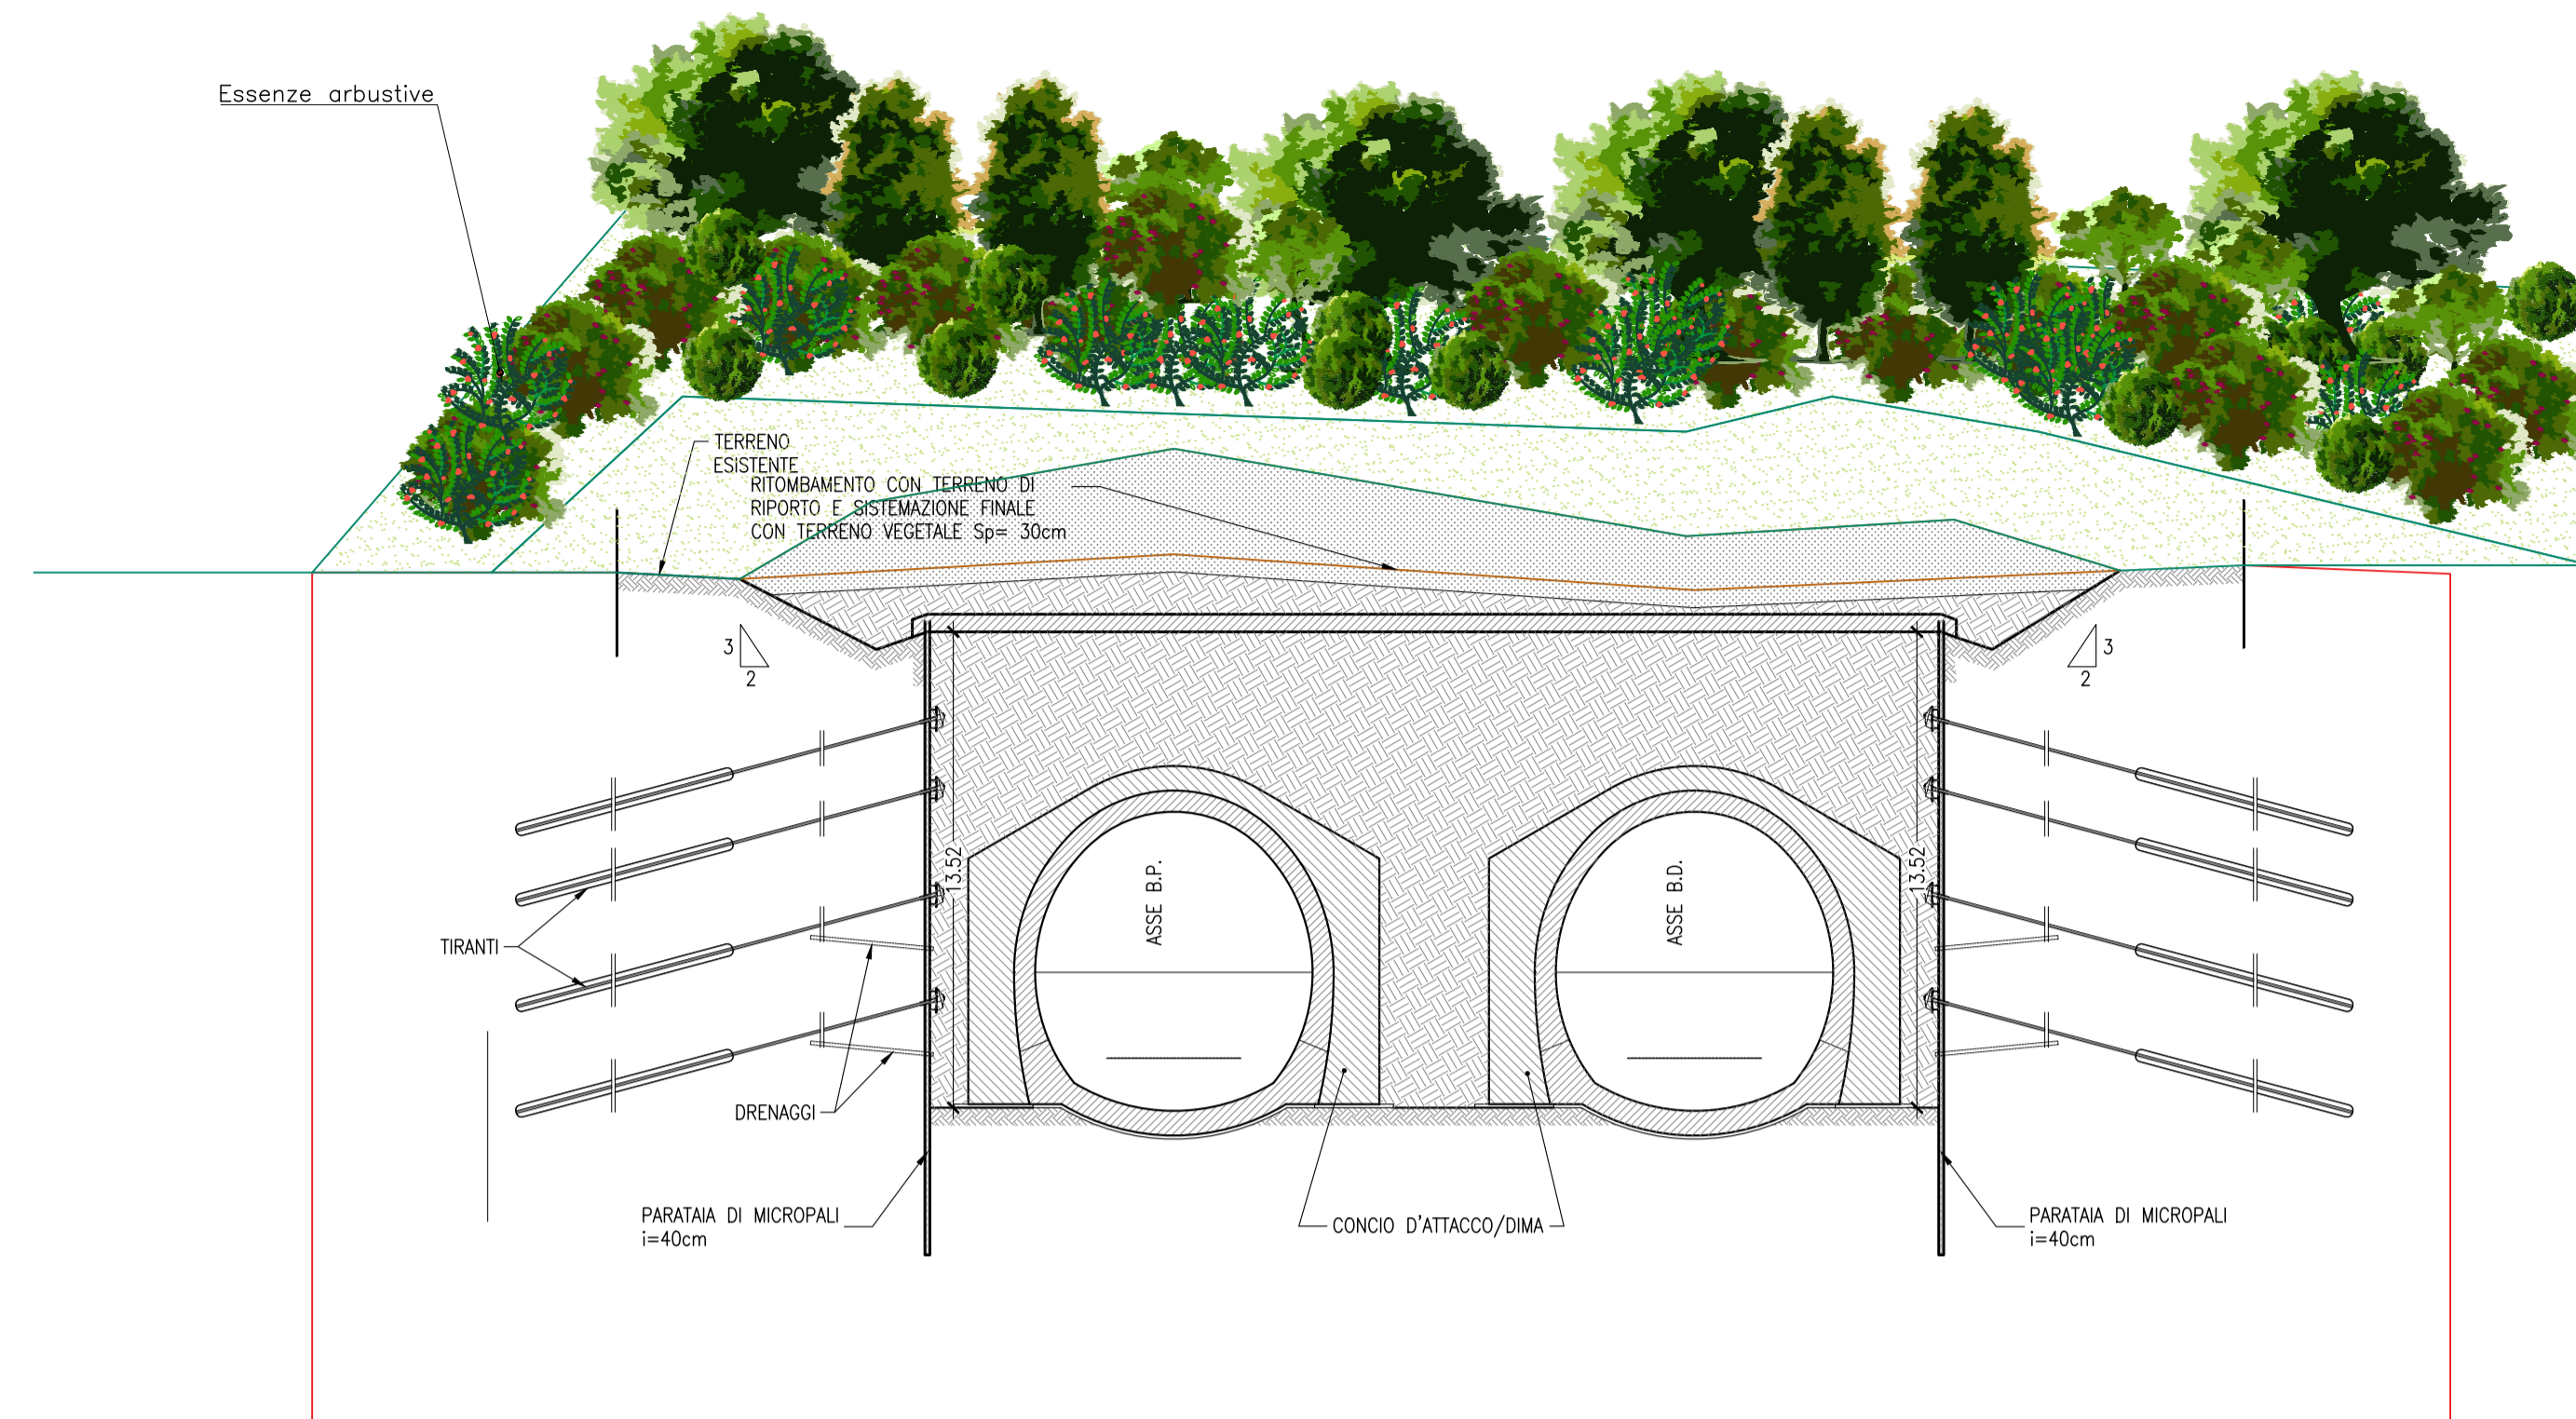 Essenze arbustive
TERRENO
ESISTENTE
RITOMBAMENTO CON TERRENO DI
RIPORTO E SISTEMAZIONE FINALE
CON TERRENO VEGETALE Sp= 30cm
3
2
3
2
13.52
ASSE B.P.
ASSE B.D.
13.52
TIRANTI
DRENAGGI
PARATAIA DI MICROPALI
i=40cm
CONCIO D'ATTACCO/DIMA
PARATAIA DI MICROPALI
i=40cm